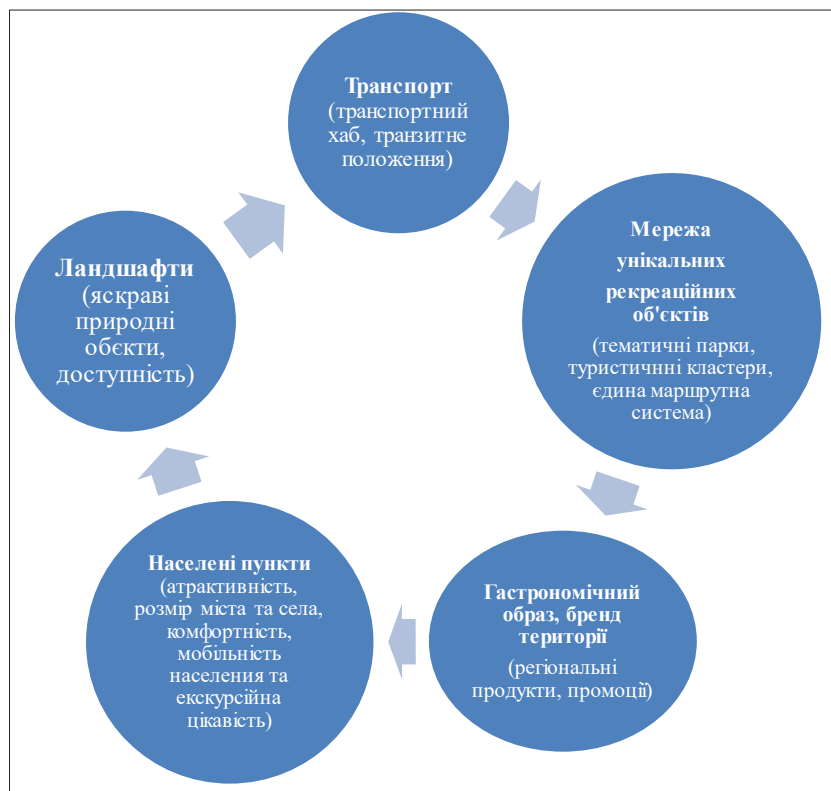 Транспорт
(транспортний
хаб, транзитне
положення)
Мережа
унікальних
рекреаційних
об'єктів
(тематичні парки,
туристичнні кластери,
єдина маршрутна
система)
Гастрономічний
образ, бренд
території
(регіональні
продукти, промоції)
Населені пункти
(атрактивність,
розмір міста та села,
комфортність,
мобільність
населення та
екскурсійна
цікавість)
Ландшафти
(яскраві
природні
обєкти,
доступність)